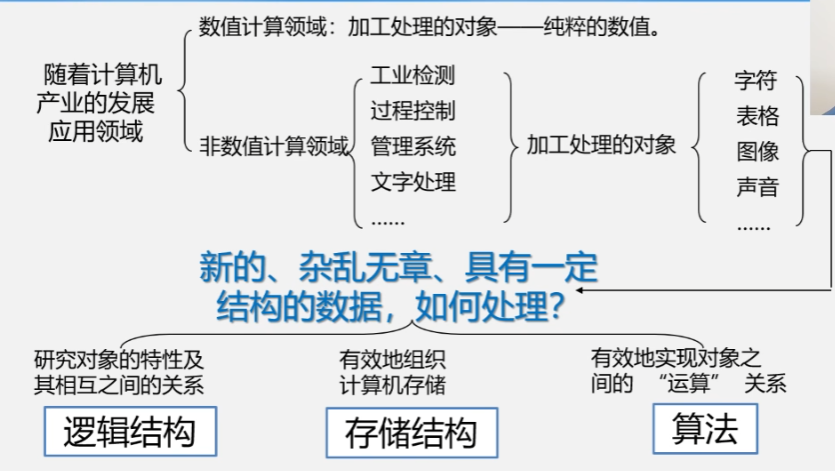 数值计算领域：加工处理的对象——纯粹的数值。
随着计算机
产业的发展
应用领域
非数值计算领域
工业检测
过程控制
管理系统
文字处理
……
加工处理的对象
字符
表格
图像
声音
……
新的、杂乱无章、具有一定
结构的数据，如何处理？
研究对象的特性及
其相互之间的关系
逻辑结构
有效地组织
计算机存储
存储结构
有效地实现对象之
间的 “运算” 关系
算法